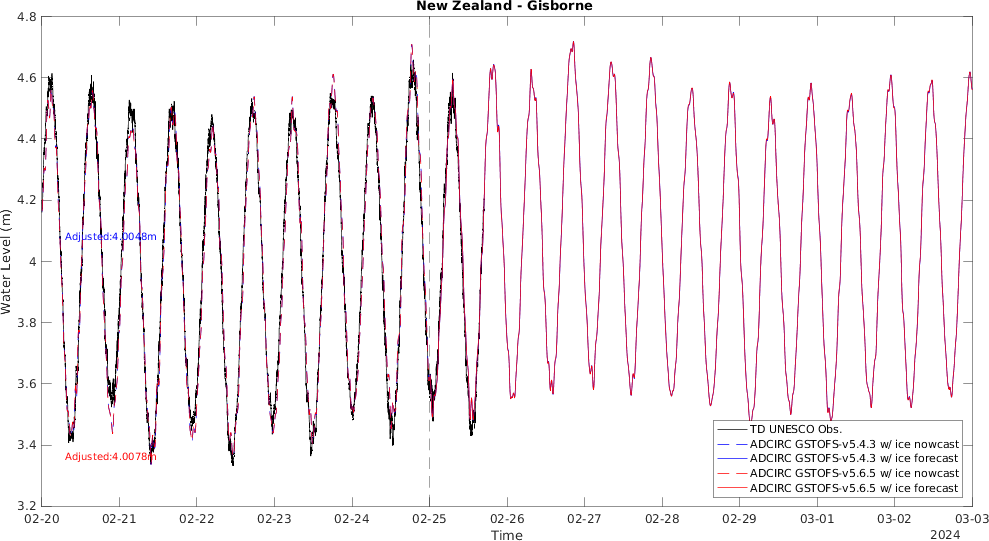 New Zealand - Gisborne
4.8
4.6
4.4
4.2
4
3.8
3.6
3.4
3.2
Water Level (m)
Adjusted:4.0048m
Adjusted:4.0078m
TD UNESCO Obs.
ADCIRC GSTOFS-v5.4.3 w/ ice nowcast
ADCIRC GSTOFS-v5.4.3 w/ ice forecast
ADCIRC GSTOFS-v5.6.5 w/ ice nowcast
ADCIRC GSTOFS-v5.6.5 w/ ice forecast
02-20 02-21 02-22 02-23 02-24 02-25 02-26 02-27 02-28 02-29 03-01 03-02 03-03
Time
2024